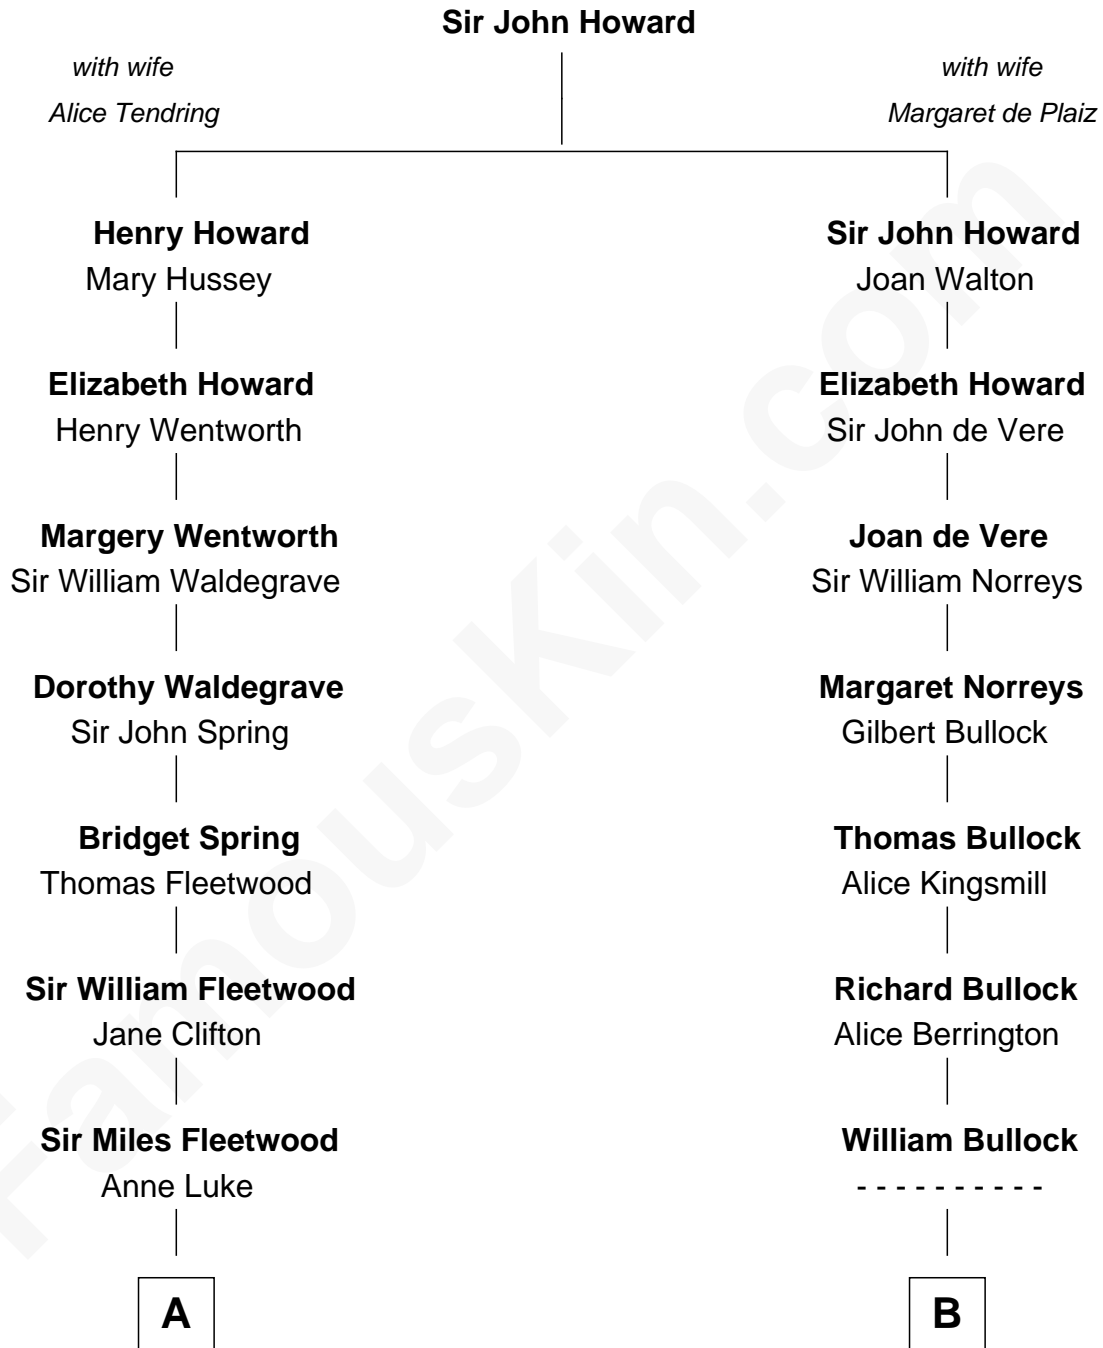 Sir John Howard
with wife
Alice Tendring
with wife
Margaret de Plaiz
Henry Howard
Mary Hussey
Sir John Howard
Joan Walton
Elizabeth Howard
Henry Wentworth
Elizabeth Howard
Sir John de Vere
Margery Wentworth
Sir William Waldegrave
Joan de Vere
Sir William Norreys
Dorothy Waldegrave
Sir John Spring
Margaret Norreys
Gilbert Bullock
Bridget Spring
Thomas Fleetwood
Thomas Bullock
Alice Kingsmill
Sir William Fleetwood
Jane Clifton
Richard Bullock
Alice Berrington
Sir Miles Fleetwood
Anne Luke
William Bullock
- - - - - - - - - -
A
B
FamousKin.com